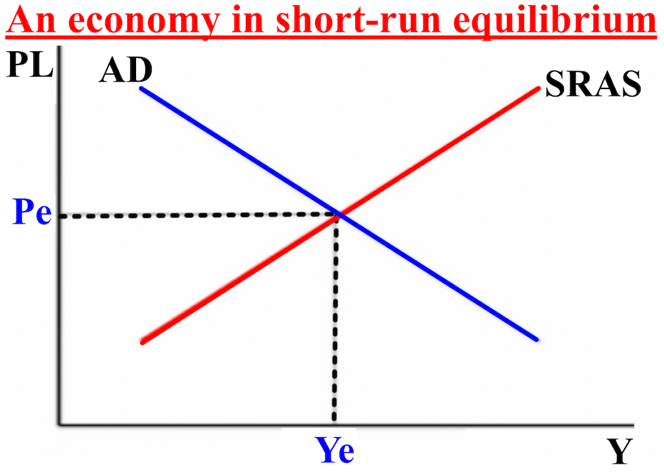 An economy in short-run equilibrium
PL
AD
SRAS
Pe
Ye
Y